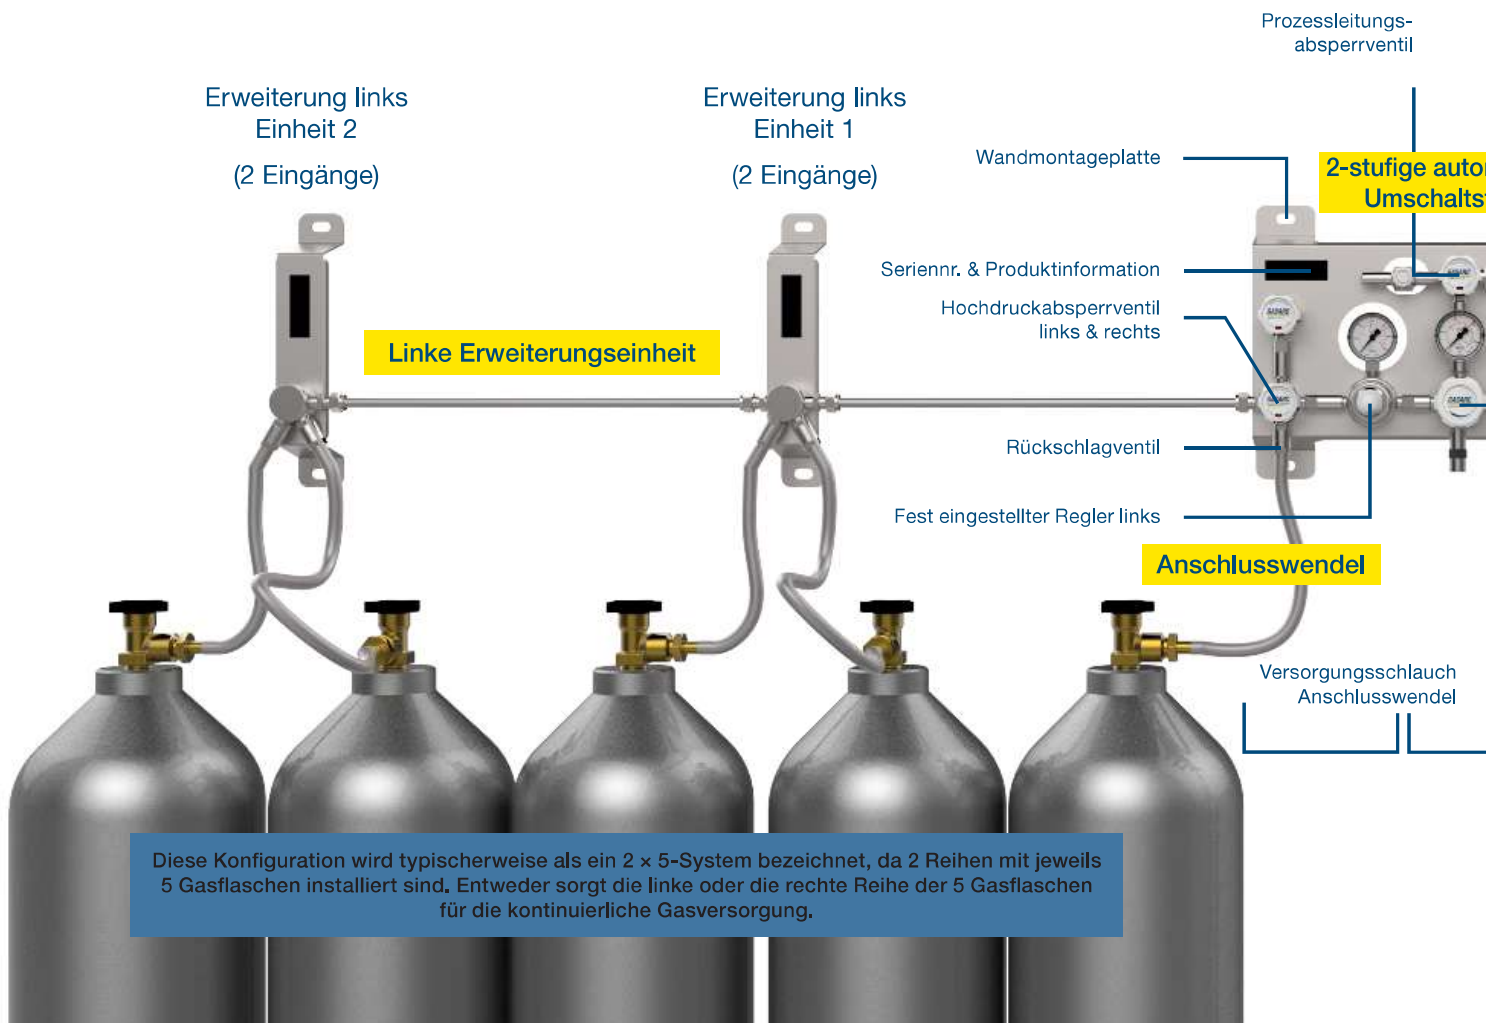 Prozessleitungs-
absperrventil
Erweiterung links
Einheit 2
(2 Eingänge)
Erweiterung links
Einheit 1
(2 Eingänge)
Wandmontageplatte
2-stufige auto
Umschalts
Seriennr. & Produktinformation
Hochdruckabsperrventil
links & rechts
Linke Erweiterungseinheit
Rückschlagventil
Fest eingestellter Regler links
Anschlusswendel
Versorgungsschlauch
Anschlusswendel
Diese Konfiguration wird typischerweise als ein 2 × 5-System bezeichnet, da 2 Reihen mit jeweils
5 Gasflaschen installiert sind. Entweder sorgt die linke oder die rechte Reihe der 5 Gasflaschen
für die kontinuierliche Gasversorgung.